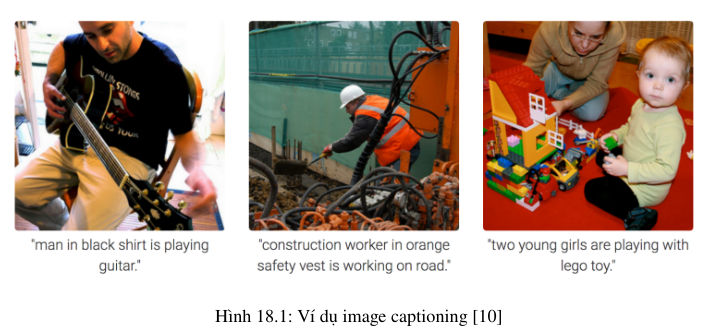 "man in black shirt is playing
guitar."
"construction worker in orange
safety vest is working on road."
"two young girls are playing with
lego toy."
Hình 18.1: Ví dụ image captioning [10]